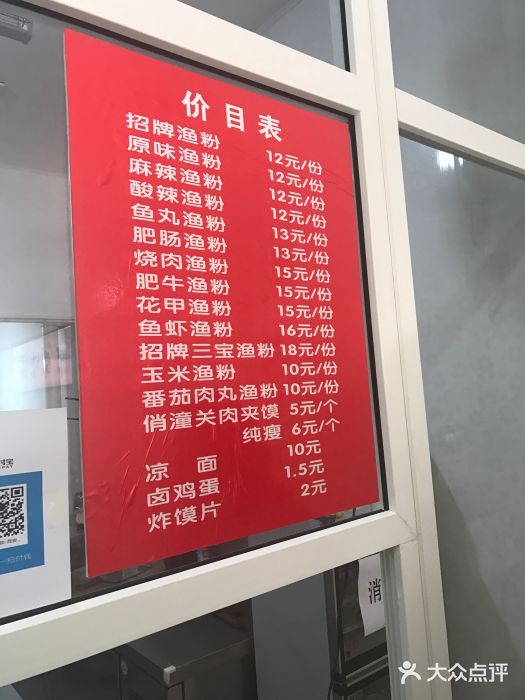 价目表
招牌渔粉 12元/份
原味渔粉 12元/份
麻辣渔粉 12元/份
酸辣渔粉 12元/份
鱼丸渔粉 13元/份
肥肠渔粉 13元/份
烧肉渔粉 15元/份
肥牛渔粉 15元/份
花甲渔粉 15元/份
鱼虾渔粉 16元/份
招牌三宝渔粉 18元/份
玉米渔粉 10元/份
番茄肉丸渔粉 10元/份
俏潼关肉夹馍 5元/个
纯瘦 6元/个
凉面 10元
卤鸡蛋 1.5元
炸馍片 2元
消
大众点评